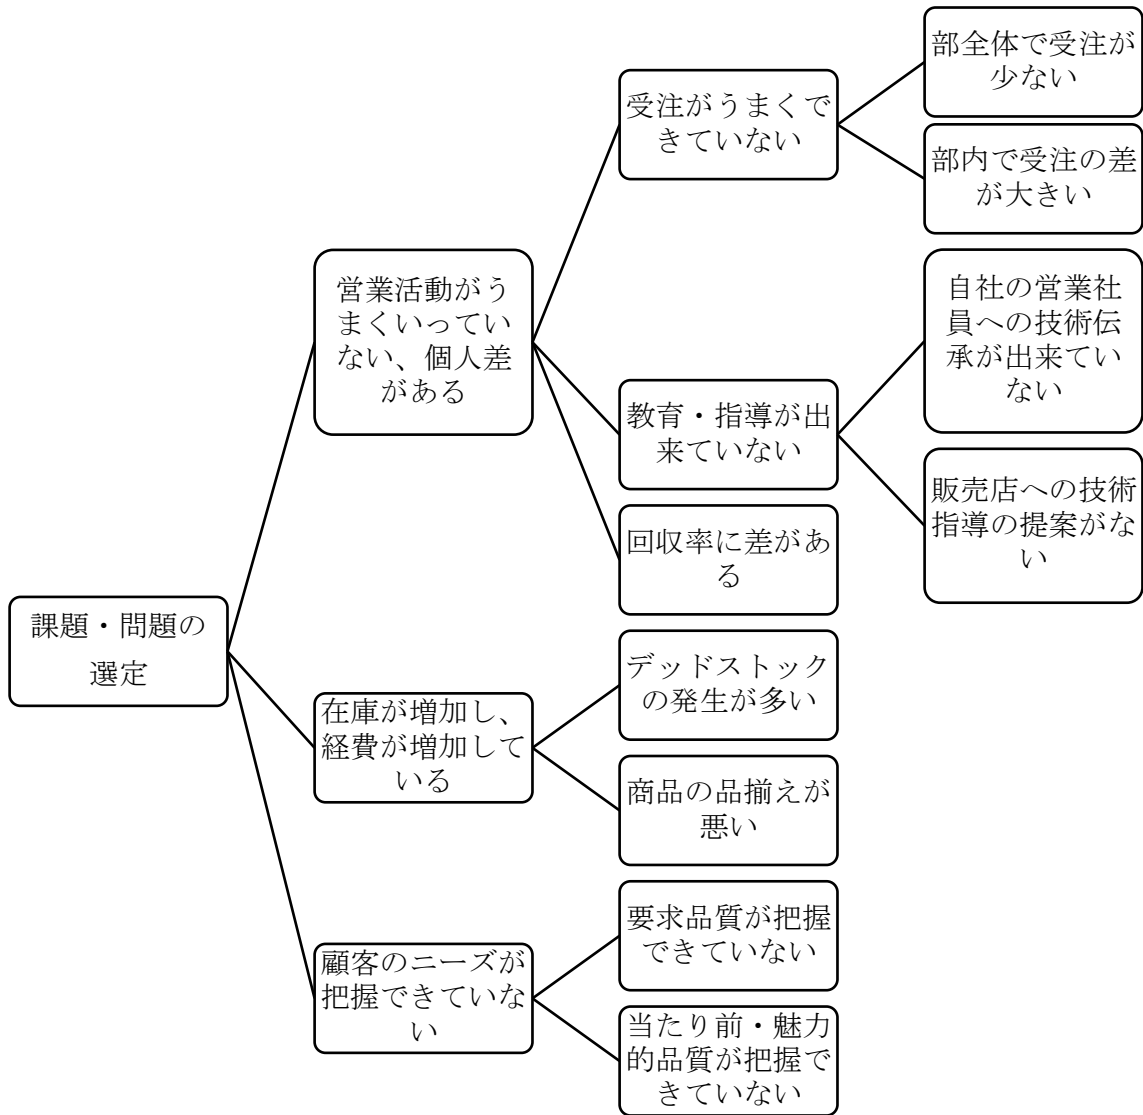 課題・問題の
選定
営業活動がう
まくいってい
ない、個人差
がある
受注がうまくで
きていない
部全体で受注が
少ない
部内で受注の差
が大きい
教育・指導が出
来ていない
自社の営業社
員への技術伝
承が出来てい
ない
販売店への技術
指導の提案がな
い
回収率に差があ
る
在庫が増加し、
経費が増加して
いる
デッドストック
の発生が多い
商品の品揃えが
悪い
顧客のニーズが
把握できていな
い
要求品質が把握
できていない
当たり前・魅力
的品質が把握で
きていない